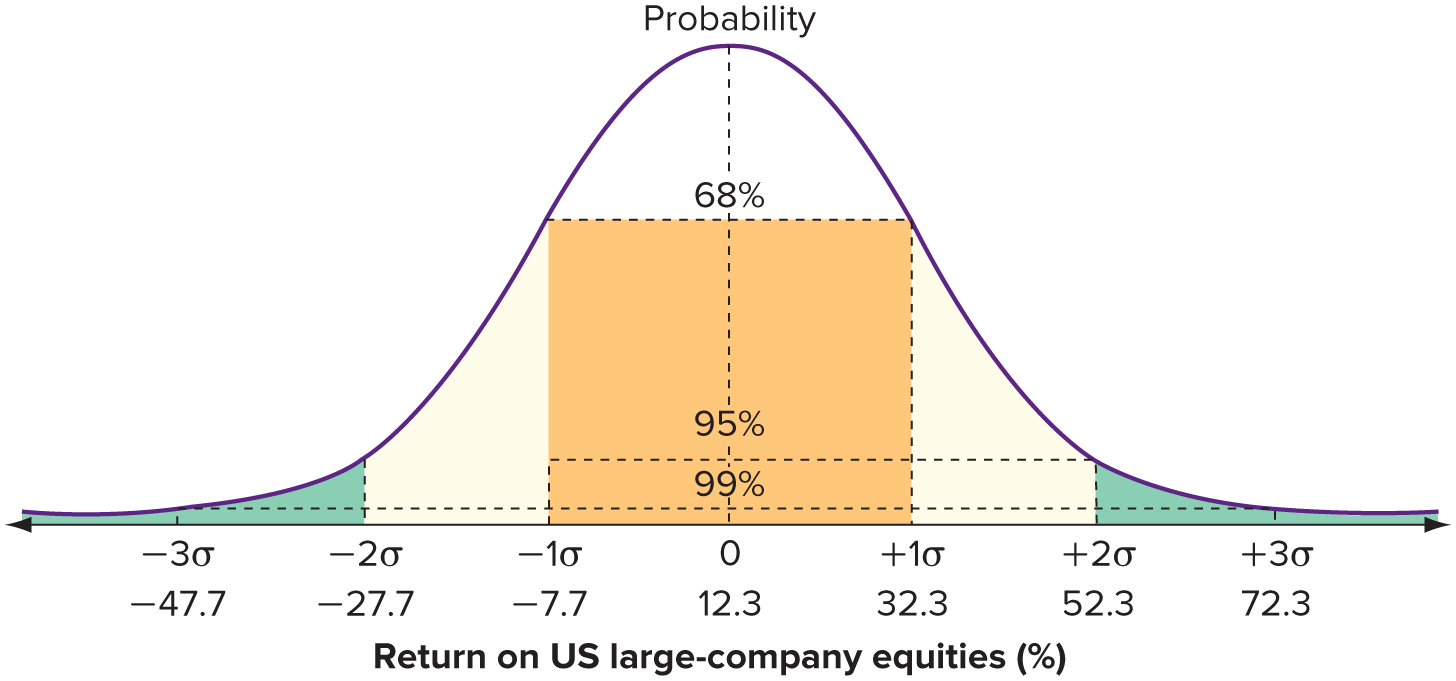 Probability
68%
95%
99%
−3σ −2σ −1σ 0 +1σ +2σ +3σ
−47.7 −27.7 −7.7 12.3 32.3 52.3 72.3
Return on US large-company equities (%)